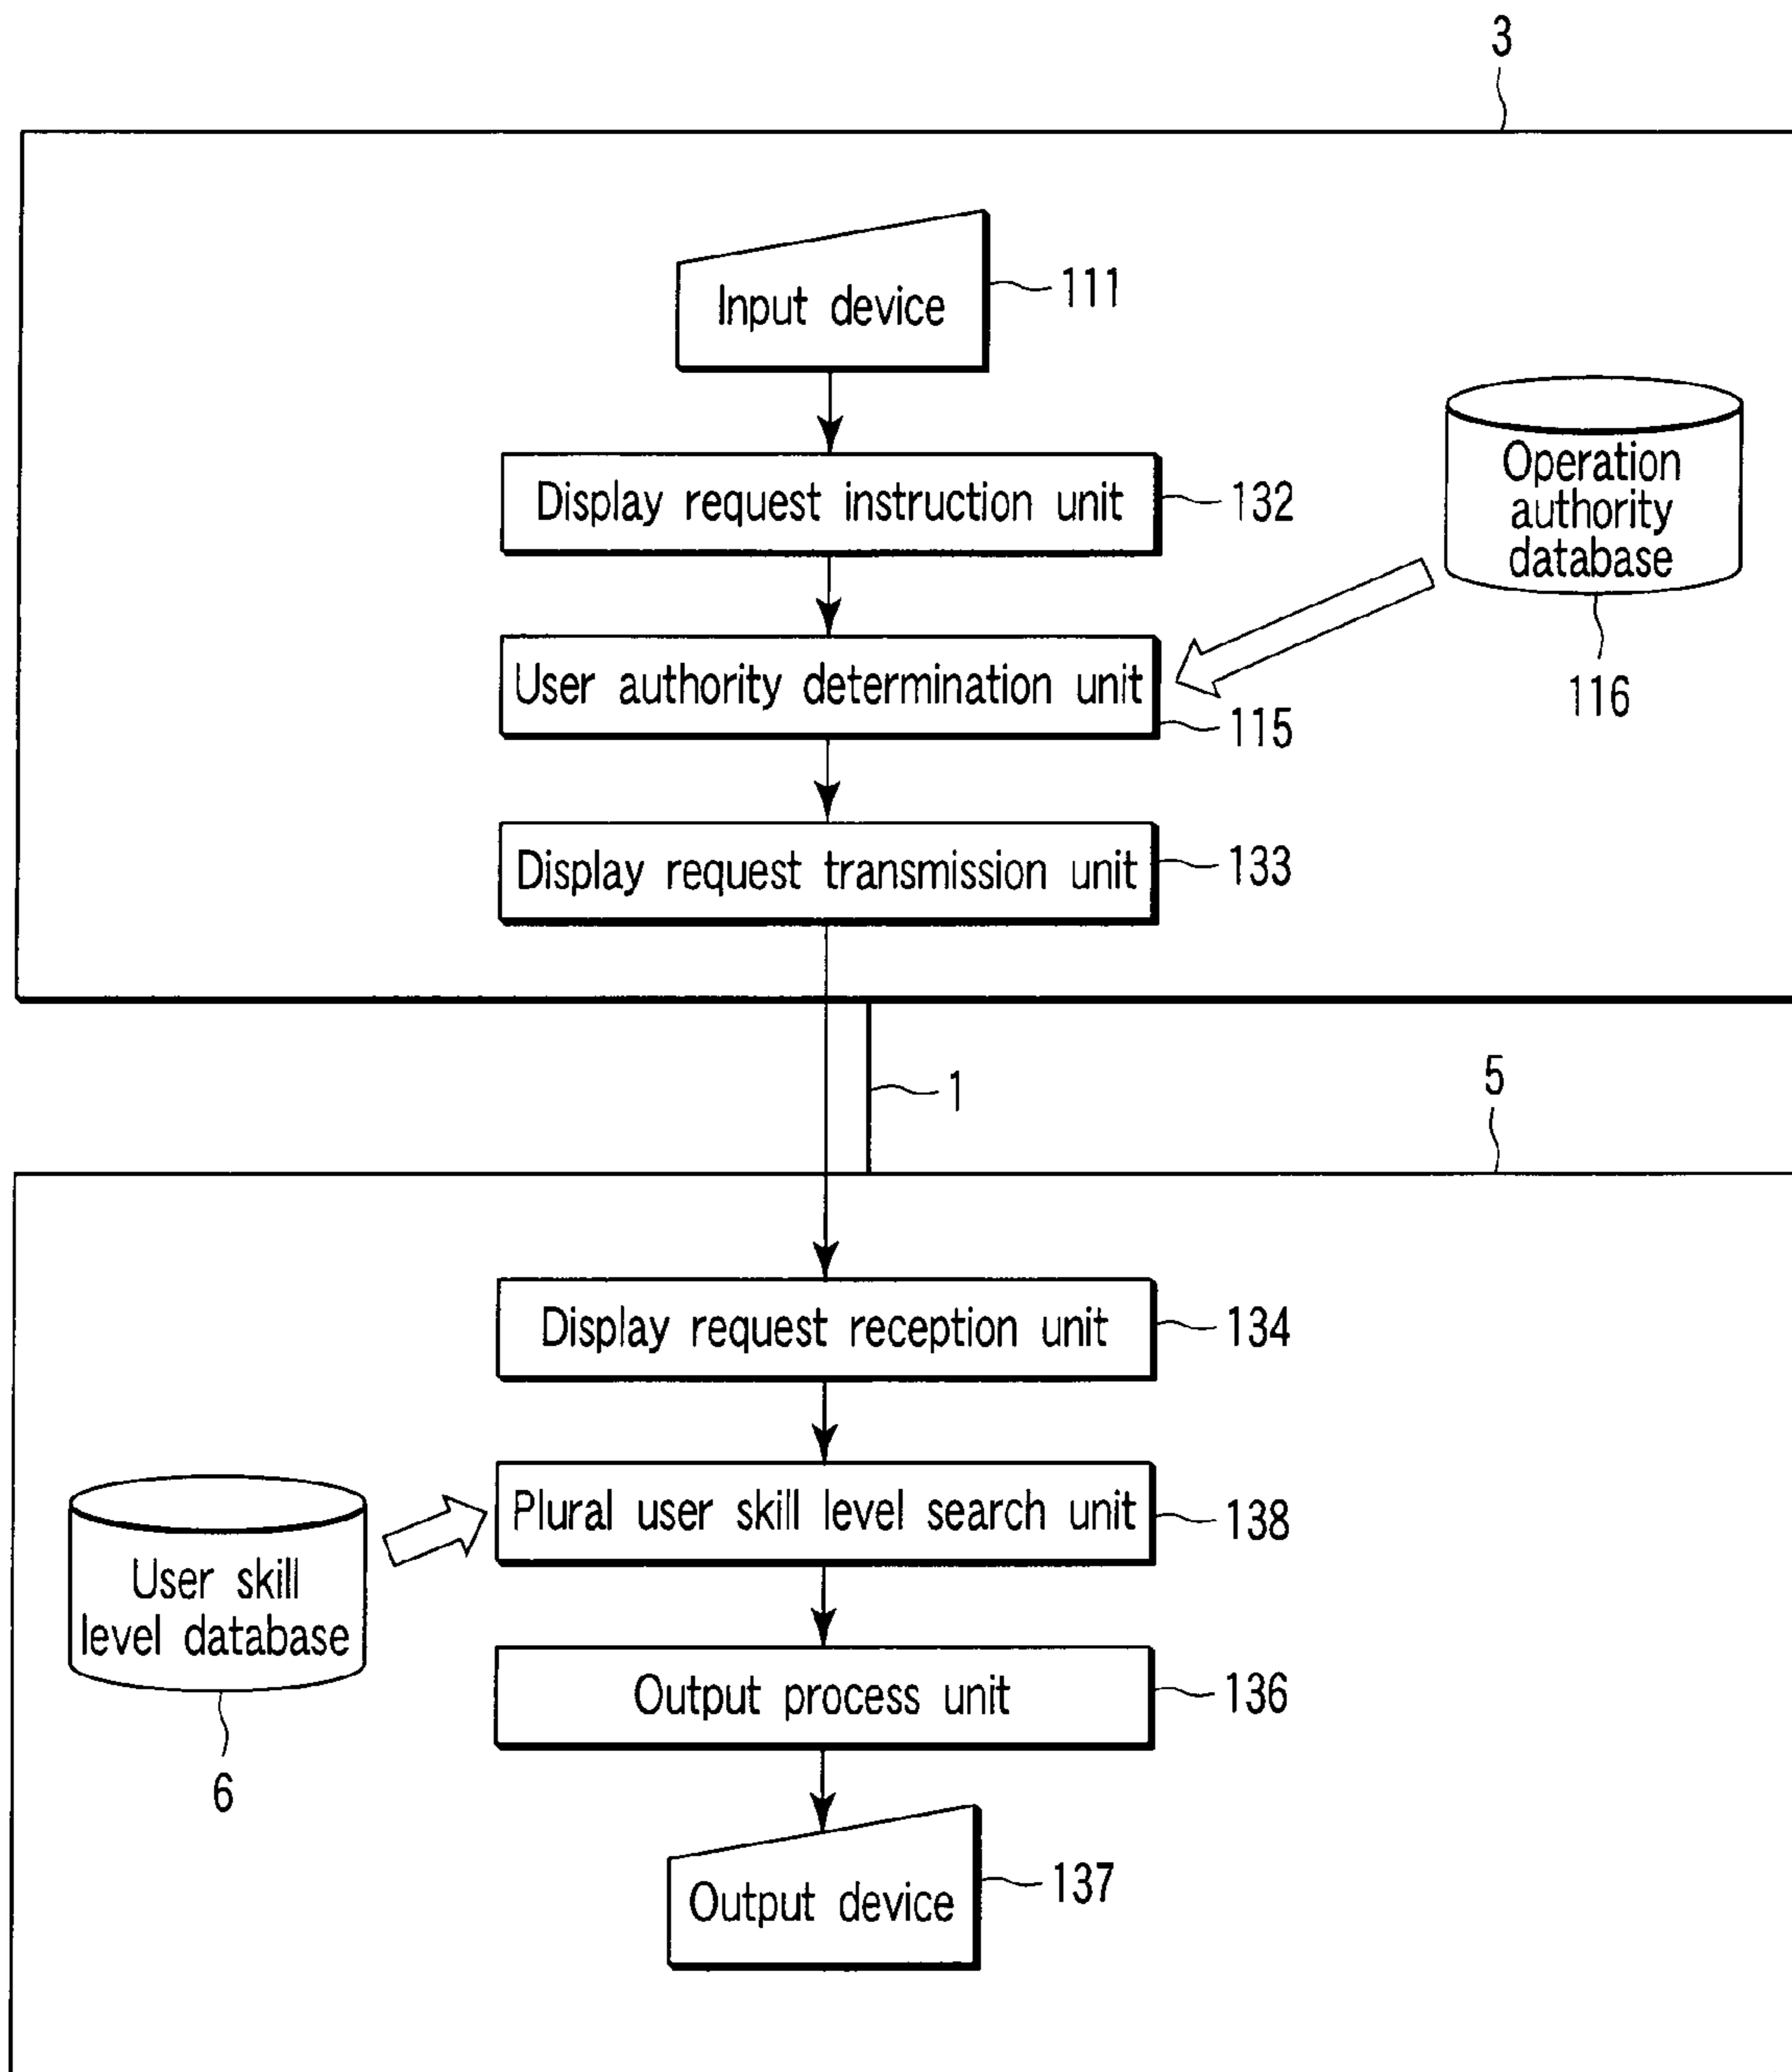 3
Input device
111
Display request instruction unit
132
Operation
authority
database
116
User authority determination unit
115
Display request transmission unit
133
1
5
Display request reception unit
134
Plural user skill level search unit
138
User skill
level database
6
Output process unit
136
Output device
137